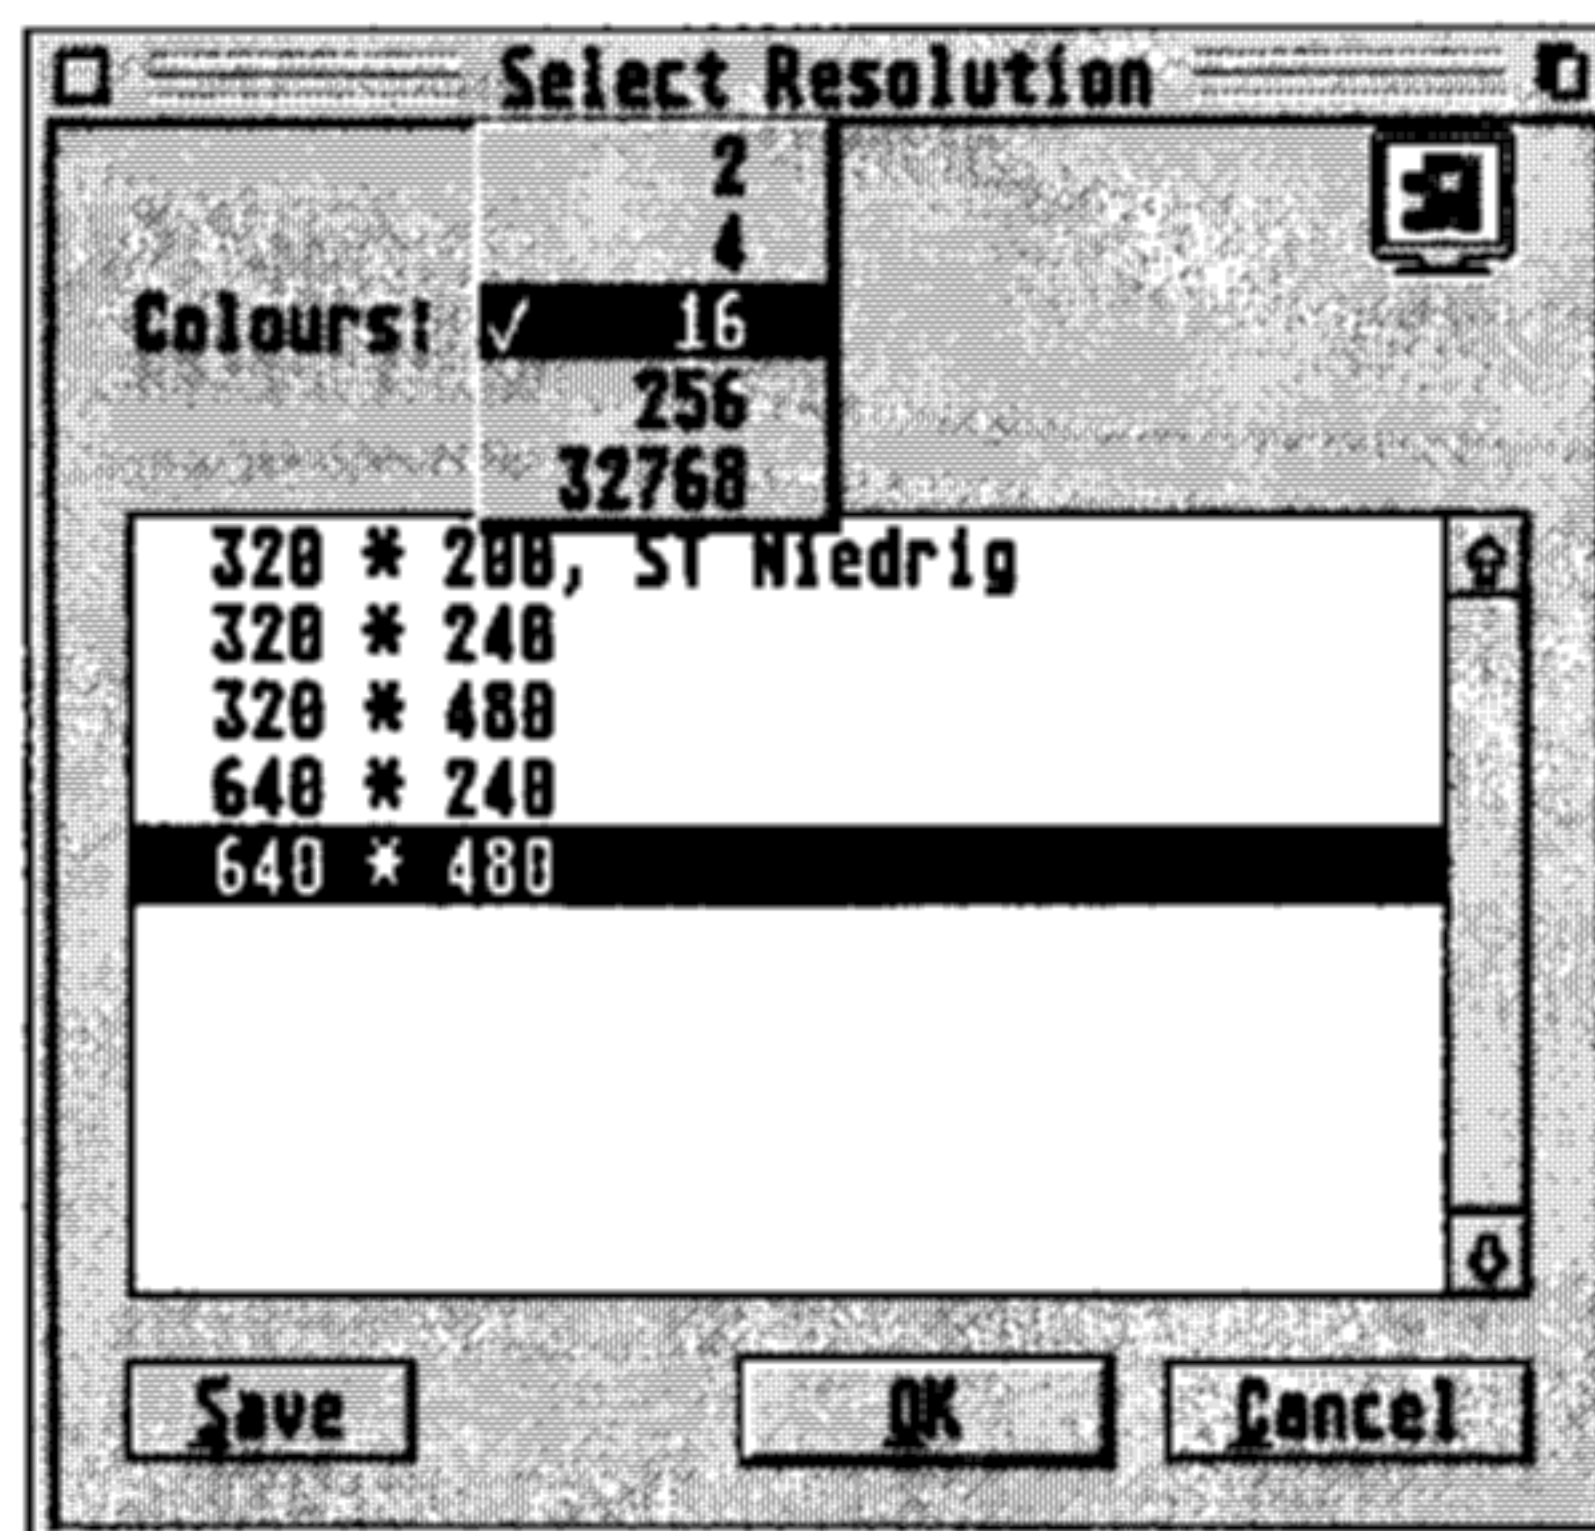 Select Resolution
2
4
Colours: ✓ 16
256
32768
320 * 200, ST Niedrig
320 * 240
320 * 480
640 * 240
640 * 480
Save OK Cancel